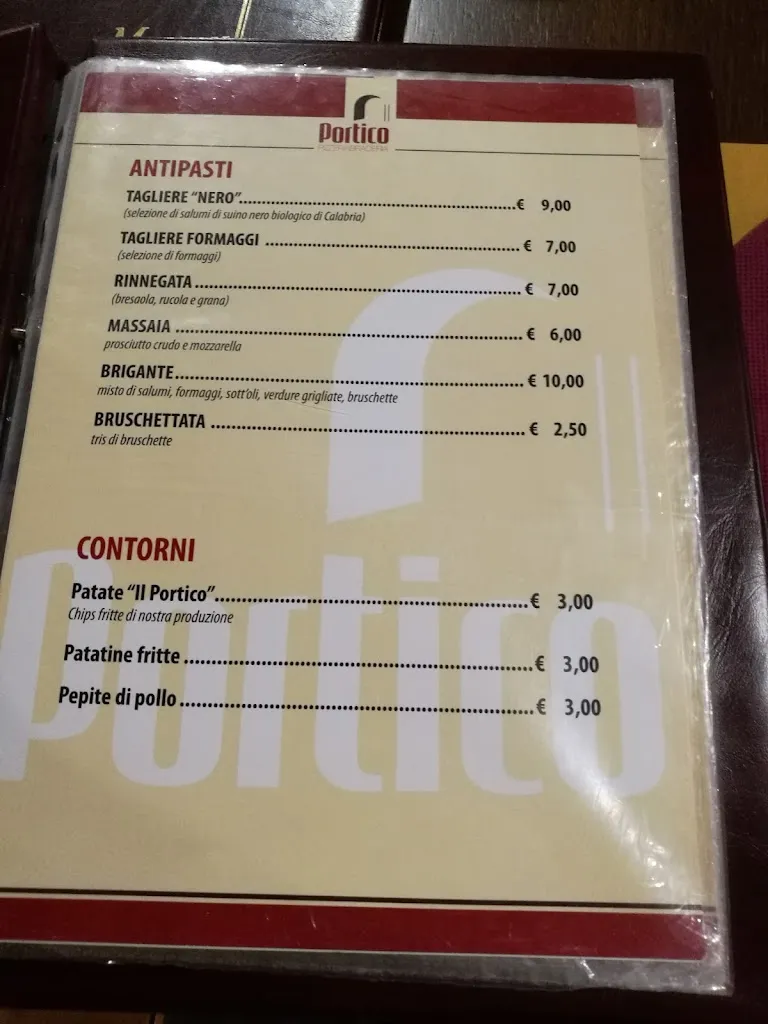 Portico
PIZZERIA BRACERIA
ANTIPASTI
TAGLIERE “NERO”..........€ 9,00
(selezione di salumi di suino nero biologico di Calabria)
TAGLIERE FORMAGGI ..........€ 7,00
(selezione di formaggi)
RINNEGATA ..........€ 7,00
(bresaola, rucola e grana)
MASSAIA ..........€ 6,00
prosciutto crudo e mozzarella
BRIGANTE..........€ 10,00
misto di salumi, formaggi, sott'oli, verdure grigliate, bruschette
BRUSCHETTATA ..........€ 2,50
tris di bruschette
CONTORNI
Patate “Il Portico”..........€ 3,00
Chips fritte di nostra produzione
Patatine fritte ..........€ 3,00
Pepite di pollo ..........€ 3,00
Portico